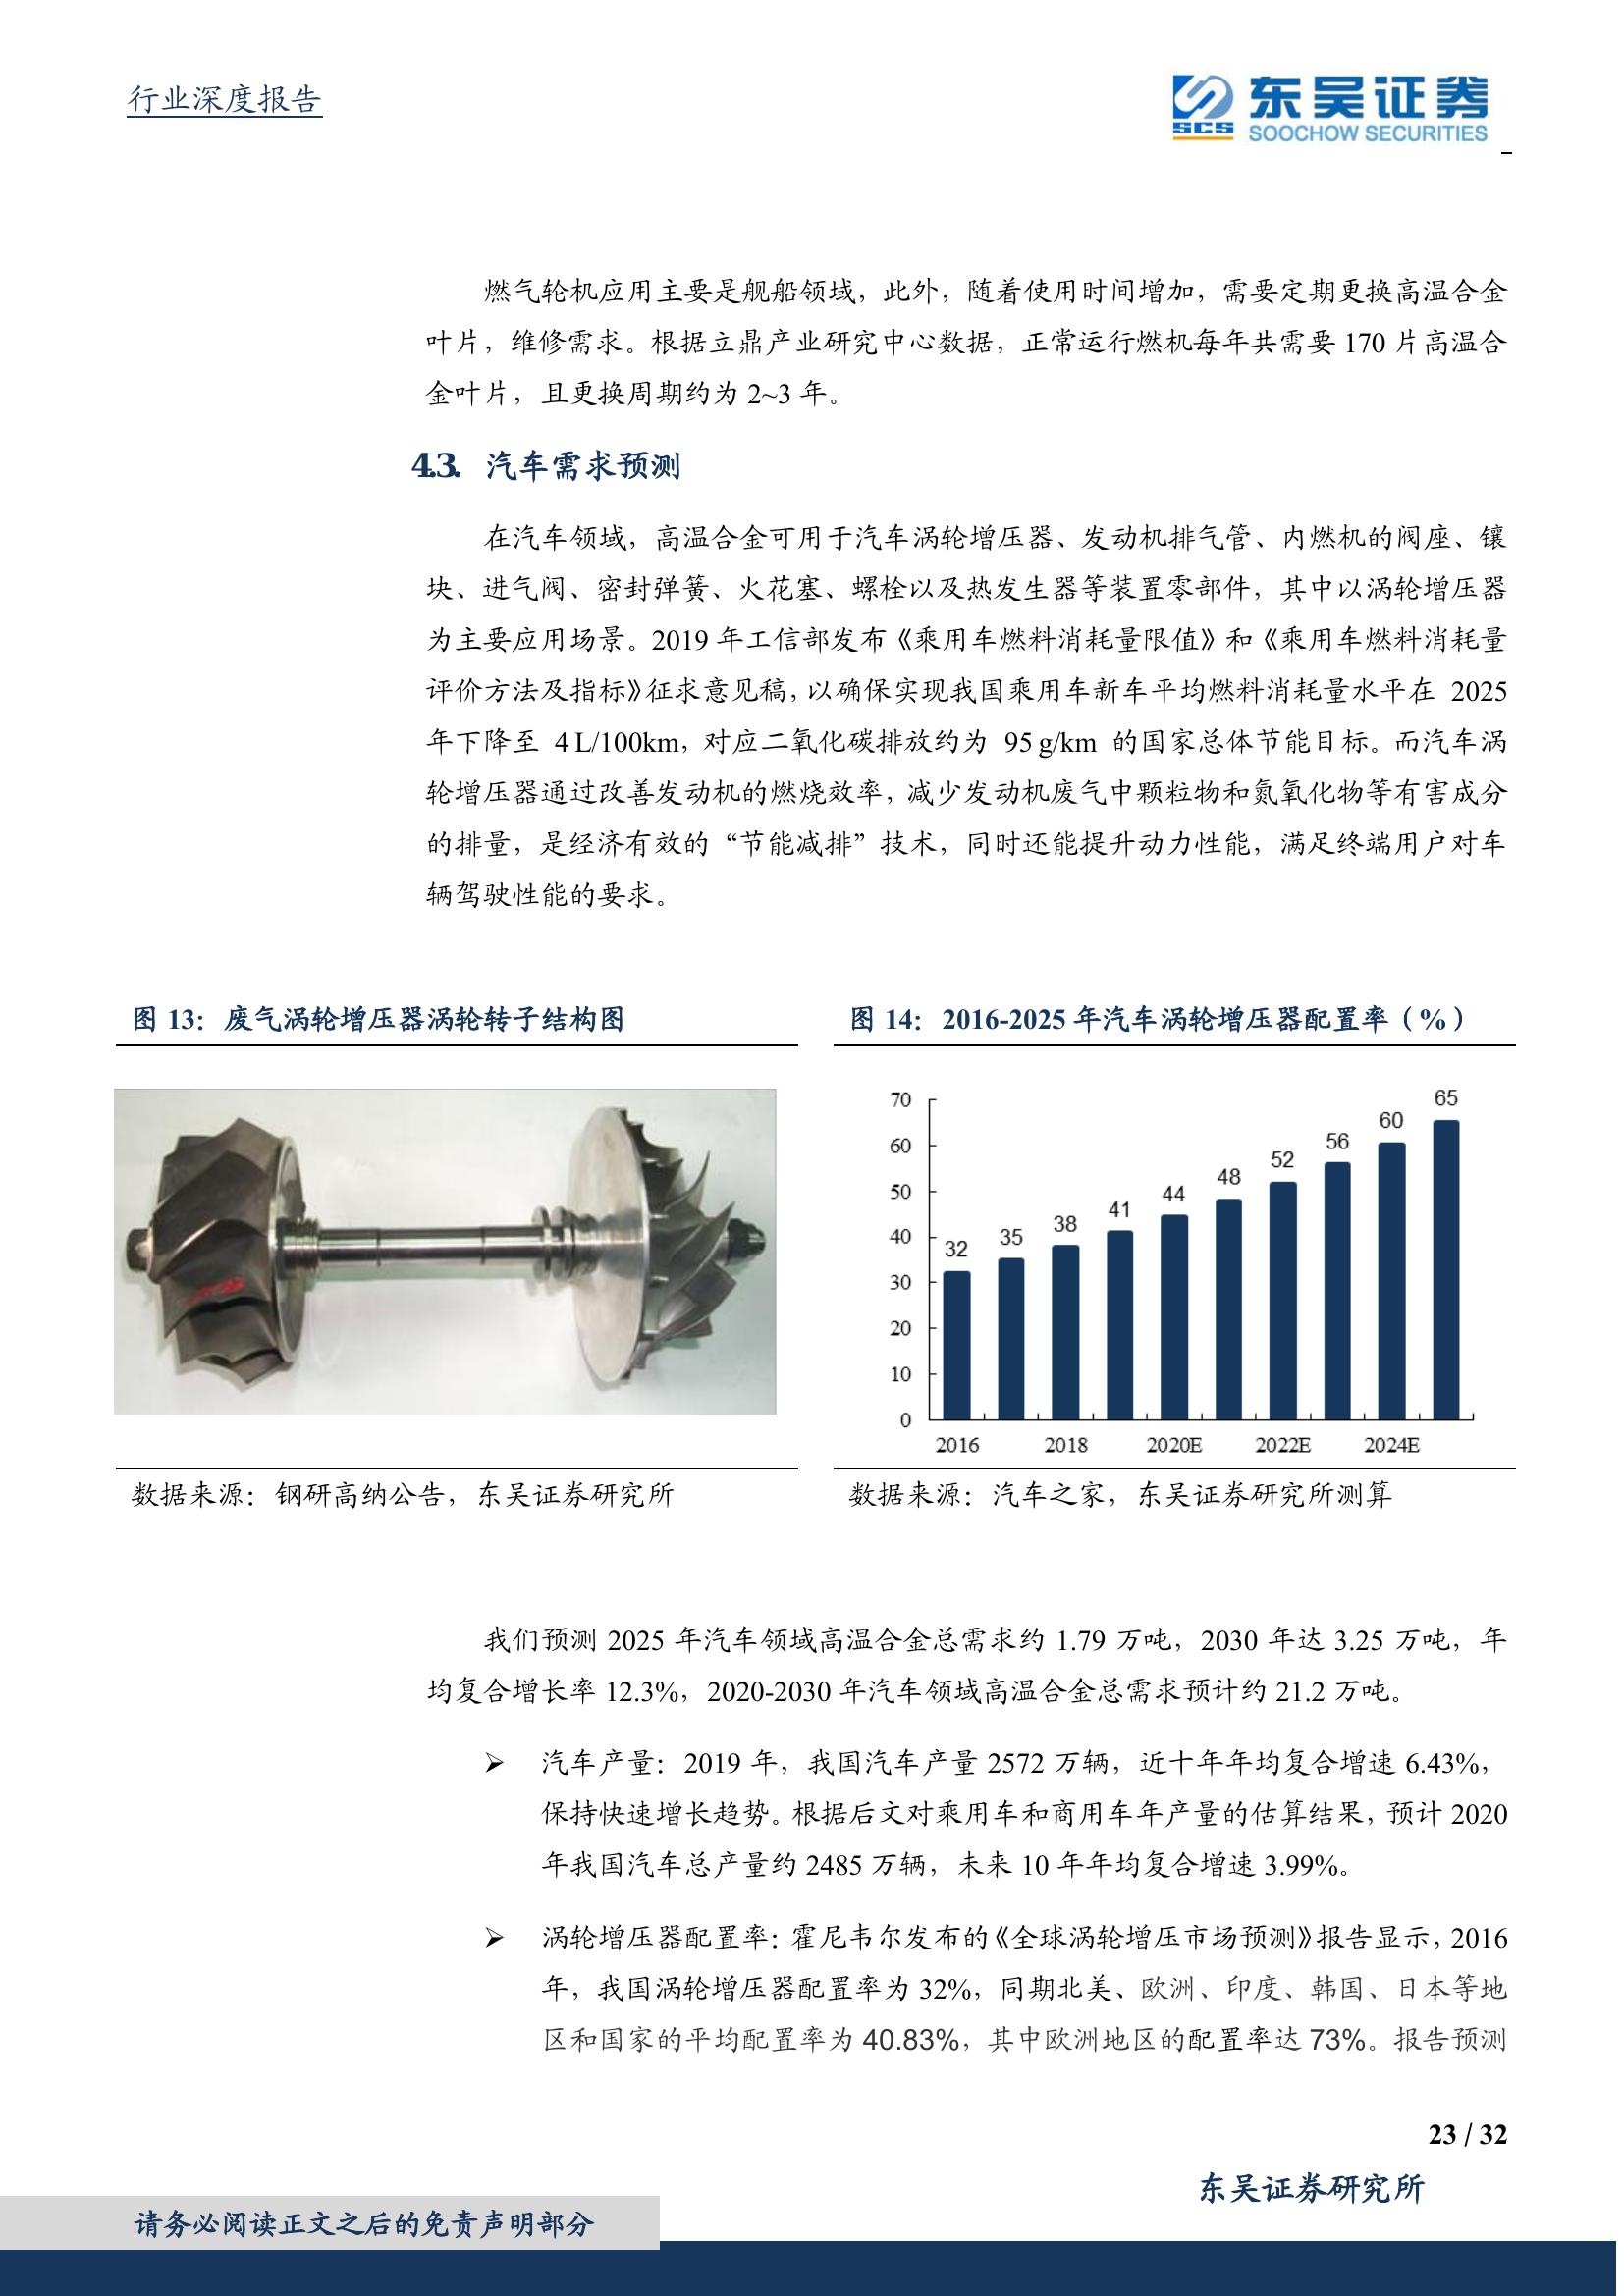 行业深度报告
SCS 东吴证券
SOOCHOW SECURITIES
燃气轮机应用主要是舰船领域，此外，随着使用时间增加，需要定期更换高温合金
叶片，维修需求。根据立鼎产业研究中心数据，正常运行燃机每年共需要 170 片高温合
金叶片，且更换周期约为 2~3 年。
4.3. 汽车需求预测
在汽车领域，高温合金可用于汽车涡轮增压器、发动机排气管、内燃机的阀座、镶
块、进气阀、密封弹簧、火花塞、螺栓以及热发生器等装置零部件，其中以涡轮增压器
为主要应用场景。2019 年工信部发布《乘用车燃料消耗量限值》和《乘用车燃料消耗量
评价方法及指标》征求意见稿，以确保实现我国乘用车新车平均燃料消耗量水平在 2025
年下降至 4 L/100km，对应二氧化碳排放约为 95 g/km 的国家总体节能目标。而汽车涡
轮增压器通过改善发动机的燃烧效率，减少发动机废气中颗粒物和氮氧化物等有害成分
的排量，是经济有效的“节能减排”技术，同时还能提升动力性能，满足终端用户对车
辆驾驶性能的要求。
图 13：废气涡轮增压器涡轮转子结构图
图 14：2016-2025 年汽车涡轮增压器配置率（%）
70
60
50
40
30
20
10
0
32
35
38
41
44
48
52
56
60
65
2016 2018 2020E 2022E 2024E
数据来源：钢研高纳公告，东吴证券研究所
数据来源：汽车之家，东吴证券研究所测算
我们预测 2025 年汽车领域高温合金总需求约 1.79 万吨，2030 年达 3.25 万吨，年
均复合增长率 12.3%，2020-2030 年汽车领域高温合金总需求预计约 21.2 万吨。
➢ 汽车产量：2019 年，我国汽车产量 2572 万辆，近十年年均复合增速 6.43%，
保持快速增长趋势。根据后文对乘用车和商用车年产量的估算结果，预计 2020
年我国汽车总产量约 2485 万辆，未来 10 年年均复合增速 3.99%。
➢ 涡轮增压器配置率：霍尼韦尔发布的《全球涡轮增压市场预测》报告显示，2016
年，我国涡轮增压器配置率为 32%，同期北美、欧洲、印度、韩国、日本等地
区和国家的平均配置率为 40.83%，其中欧洲地区的配置率达 73%。报告预测
23 / 32
东吴证券研究所
请务必阅读正文之后的免责声明部分